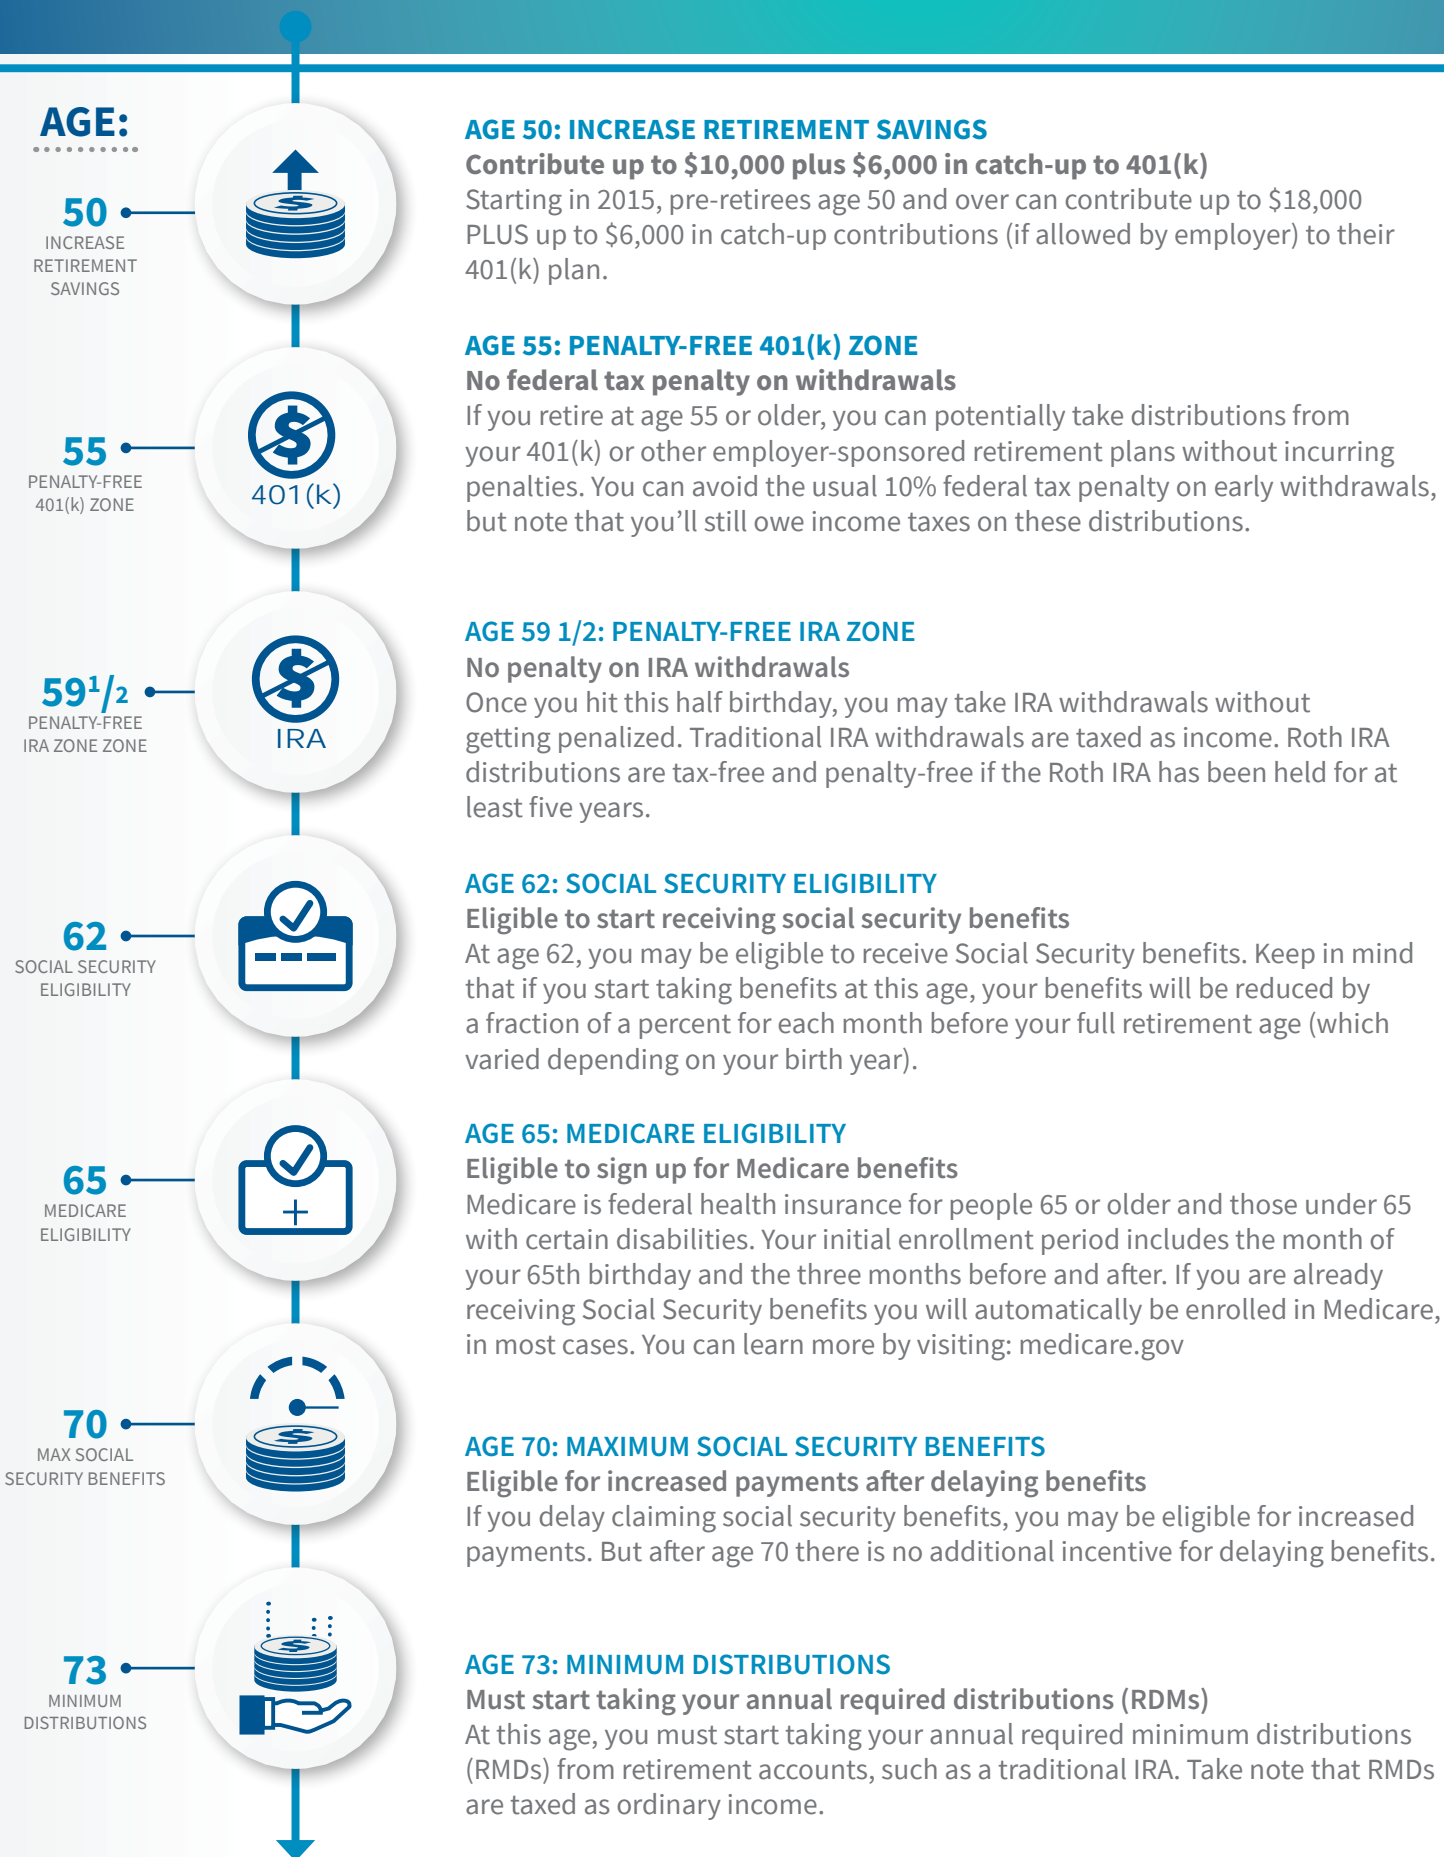 AGE:
50
INCREASE
RETIREMENT
SAVINGS
AGE 50: INCREASE RETIREMENT SAVINGS
Contribute up to $10,000 plus $6,000 in catch-up to 401(k)
Starting in 2015, pre-retirees age 50 and over can contribute up to $18,000
PLUS up to $6,000 in catch-up contributions (if allowed by employer) to their
401(k) plan.
55
PENALTY-FREE
401(k) ZONE
401(k)
AGE 55: PENALTY-FREE 401(k) ZONE
No federal tax penalty on withdrawals
If you retire at age 55 or older, you can potentially take distributions from
your 401(k) or other employer-sponsored retirement plans without incurring
penalties. You can avoid the usual 10% federal tax penalty on early withdrawals,
but note that you’ll still owe income taxes on these distributions.
59 1/2
PENALTY-FREE
IRA ZONE ZONE
IRA
AGE 59 1/2: PENALTY-FREE IRA ZONE
No penalty on IRA withdrawals
Once you hit this half birthday, you may take IRA withdrawals without
getting penalized. Traditional IRA withdrawals are taxed as income. Roth IRA
distributions are tax-free and penalty-free if the Roth IRA has been held for at
least five years.
62
SOCIAL SECURITY
ELIGIBILITY
AGE 62: SOCIAL SECURITY ELIGIBILITY
Eligible to start receiving social security benefits
At age 62, you may be eligible to receive Social Security benefits. Keep in mind
that if you start taking benefits at this age, your benefits will be reduced by
a fraction of a percent for each month before your full retirement age (which
varied depending on your birth year).
65
MEDICARE
ELIGIBILITY
AGE 65: MEDICARE ELIGIBILITY
Eligible to sign up for Medicare benefits
Medicare is federal health insurance for people 65 or older and those under 65
with certain disabilities. Your initial enrollment period includes the month of
your 65th birthday and the three months before and after. If you are already
receiving Social Security benefits you will automatically be enrolled in Medicare,
in most cases. You can learn more by visiting: medicare.gov
70
MAX SOCIAL
SECURITY BENEFITS
AGE 70: MAXIMUM SOCIAL SECURITY BENEFITS
Eligible for increased payments after delaying benefits
If you delay claiming social security benefits, you may be eligible for increased
payments. But after age 70 there is no additional incentive for delaying benefits.
73
MINIMUM
DISTRIBUTIONS
AGE 73: MINIMUM DISTRIBUTIONS
Must start taking your annual required distributions (RDMs)
At this age, you must start taking your annual required minimum distributions
(RMDs) from retirement accounts, such as a traditional IRA. Take note that RMDs
are taxed as ordinary income.